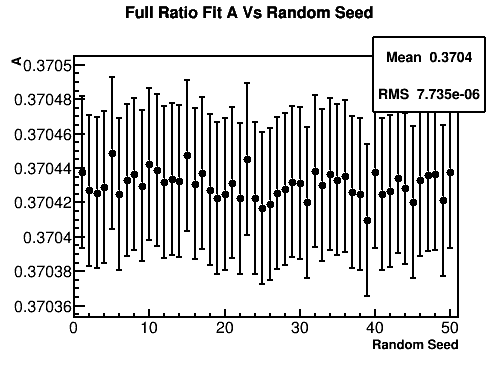 Full Ratio Fit A Vs Random Seed
Mean 0.3704
RMS 7.735e-06
A
0.3705
0.37048
0.37046
0.37044
0.37042
0.3704
0.37038
0.37036
0 10 20 30 40 50
Random Seed